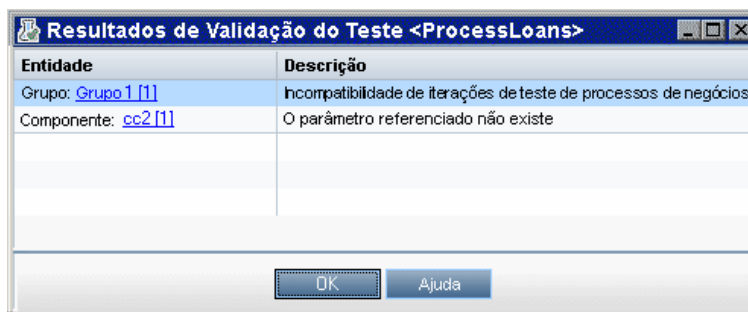 Resultados de Validação do Teste <ProcessLoans>
Entidade Descrição
Grupo: Grupo 1 [1] Incompatibilidade de iterações de teste de processos de negócios
Componente: cc2 [1] O parâmetro referenciado não existe
OK Ajuda